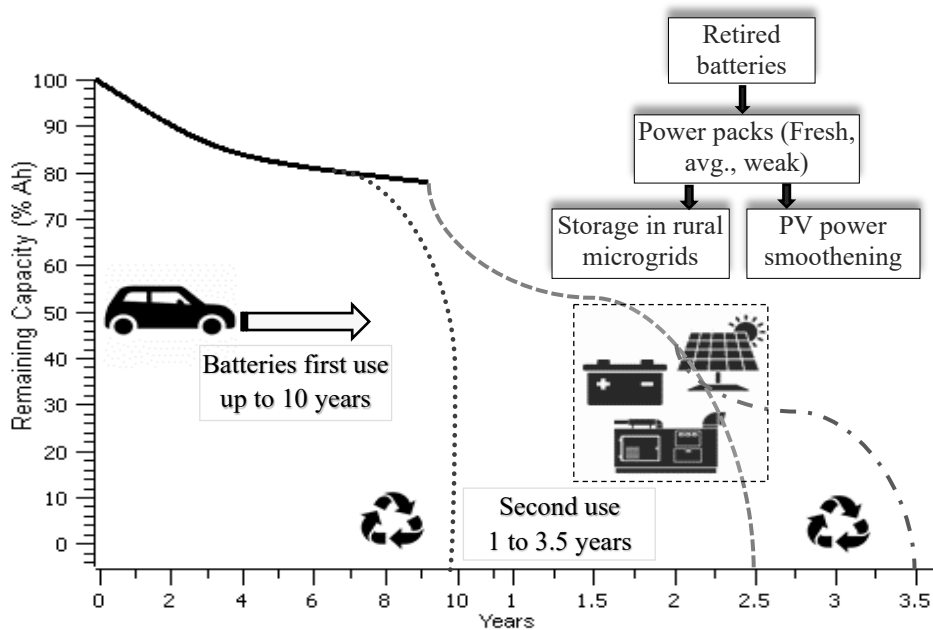 Retired
batteries
Power packs (Fresh,
avg., weak)
Storage in rural
microgrids
PV power
smoothening
Remaining Capacity (% Ah)
100
90
80
70
60
50
40
30
20
10
0
Batteries first use
up to 10 years
Second use
1 to 3.5 years
0 2 4 6 8 10 1 1.5 2 2.5 3 3.5
Years